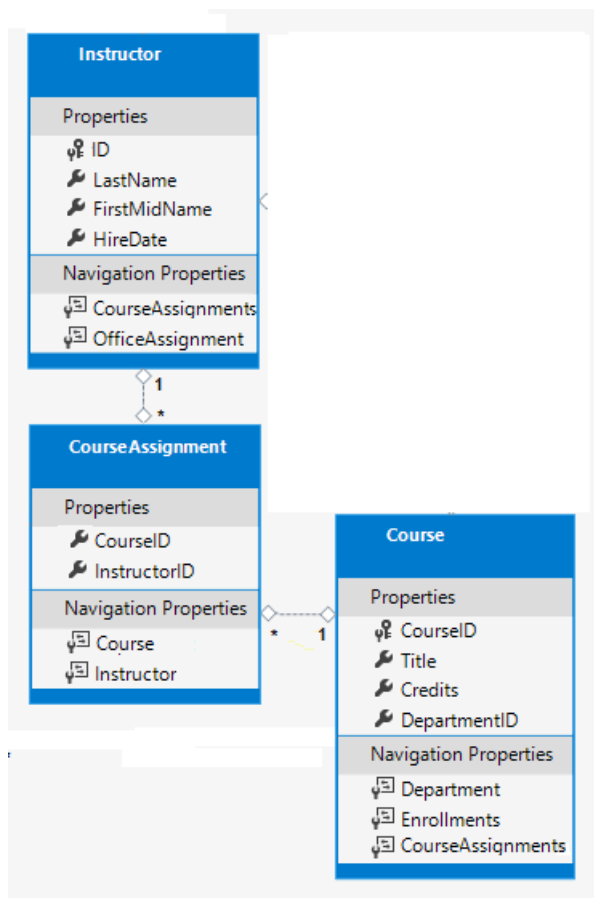 Instructor
Properties
ID
LastName
FirstMidName
HireDate
Navigation Properties
CourseAssignments
OfficeAssignment
1
*
CourseAssignment
Properties
CourseID
InstructorID
Navigation Properties
Course
Instructor
* 1
Course
Properties
CourseID
Title
Credits
DepartmentID
Navigation Properties
Department
Enrollments
CourseAssignments